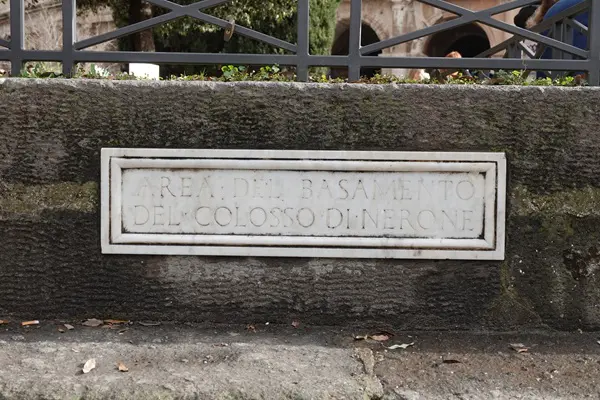 AREA · DEL · BASAMENTO
DEL · COLOSSO · DI · NERONE